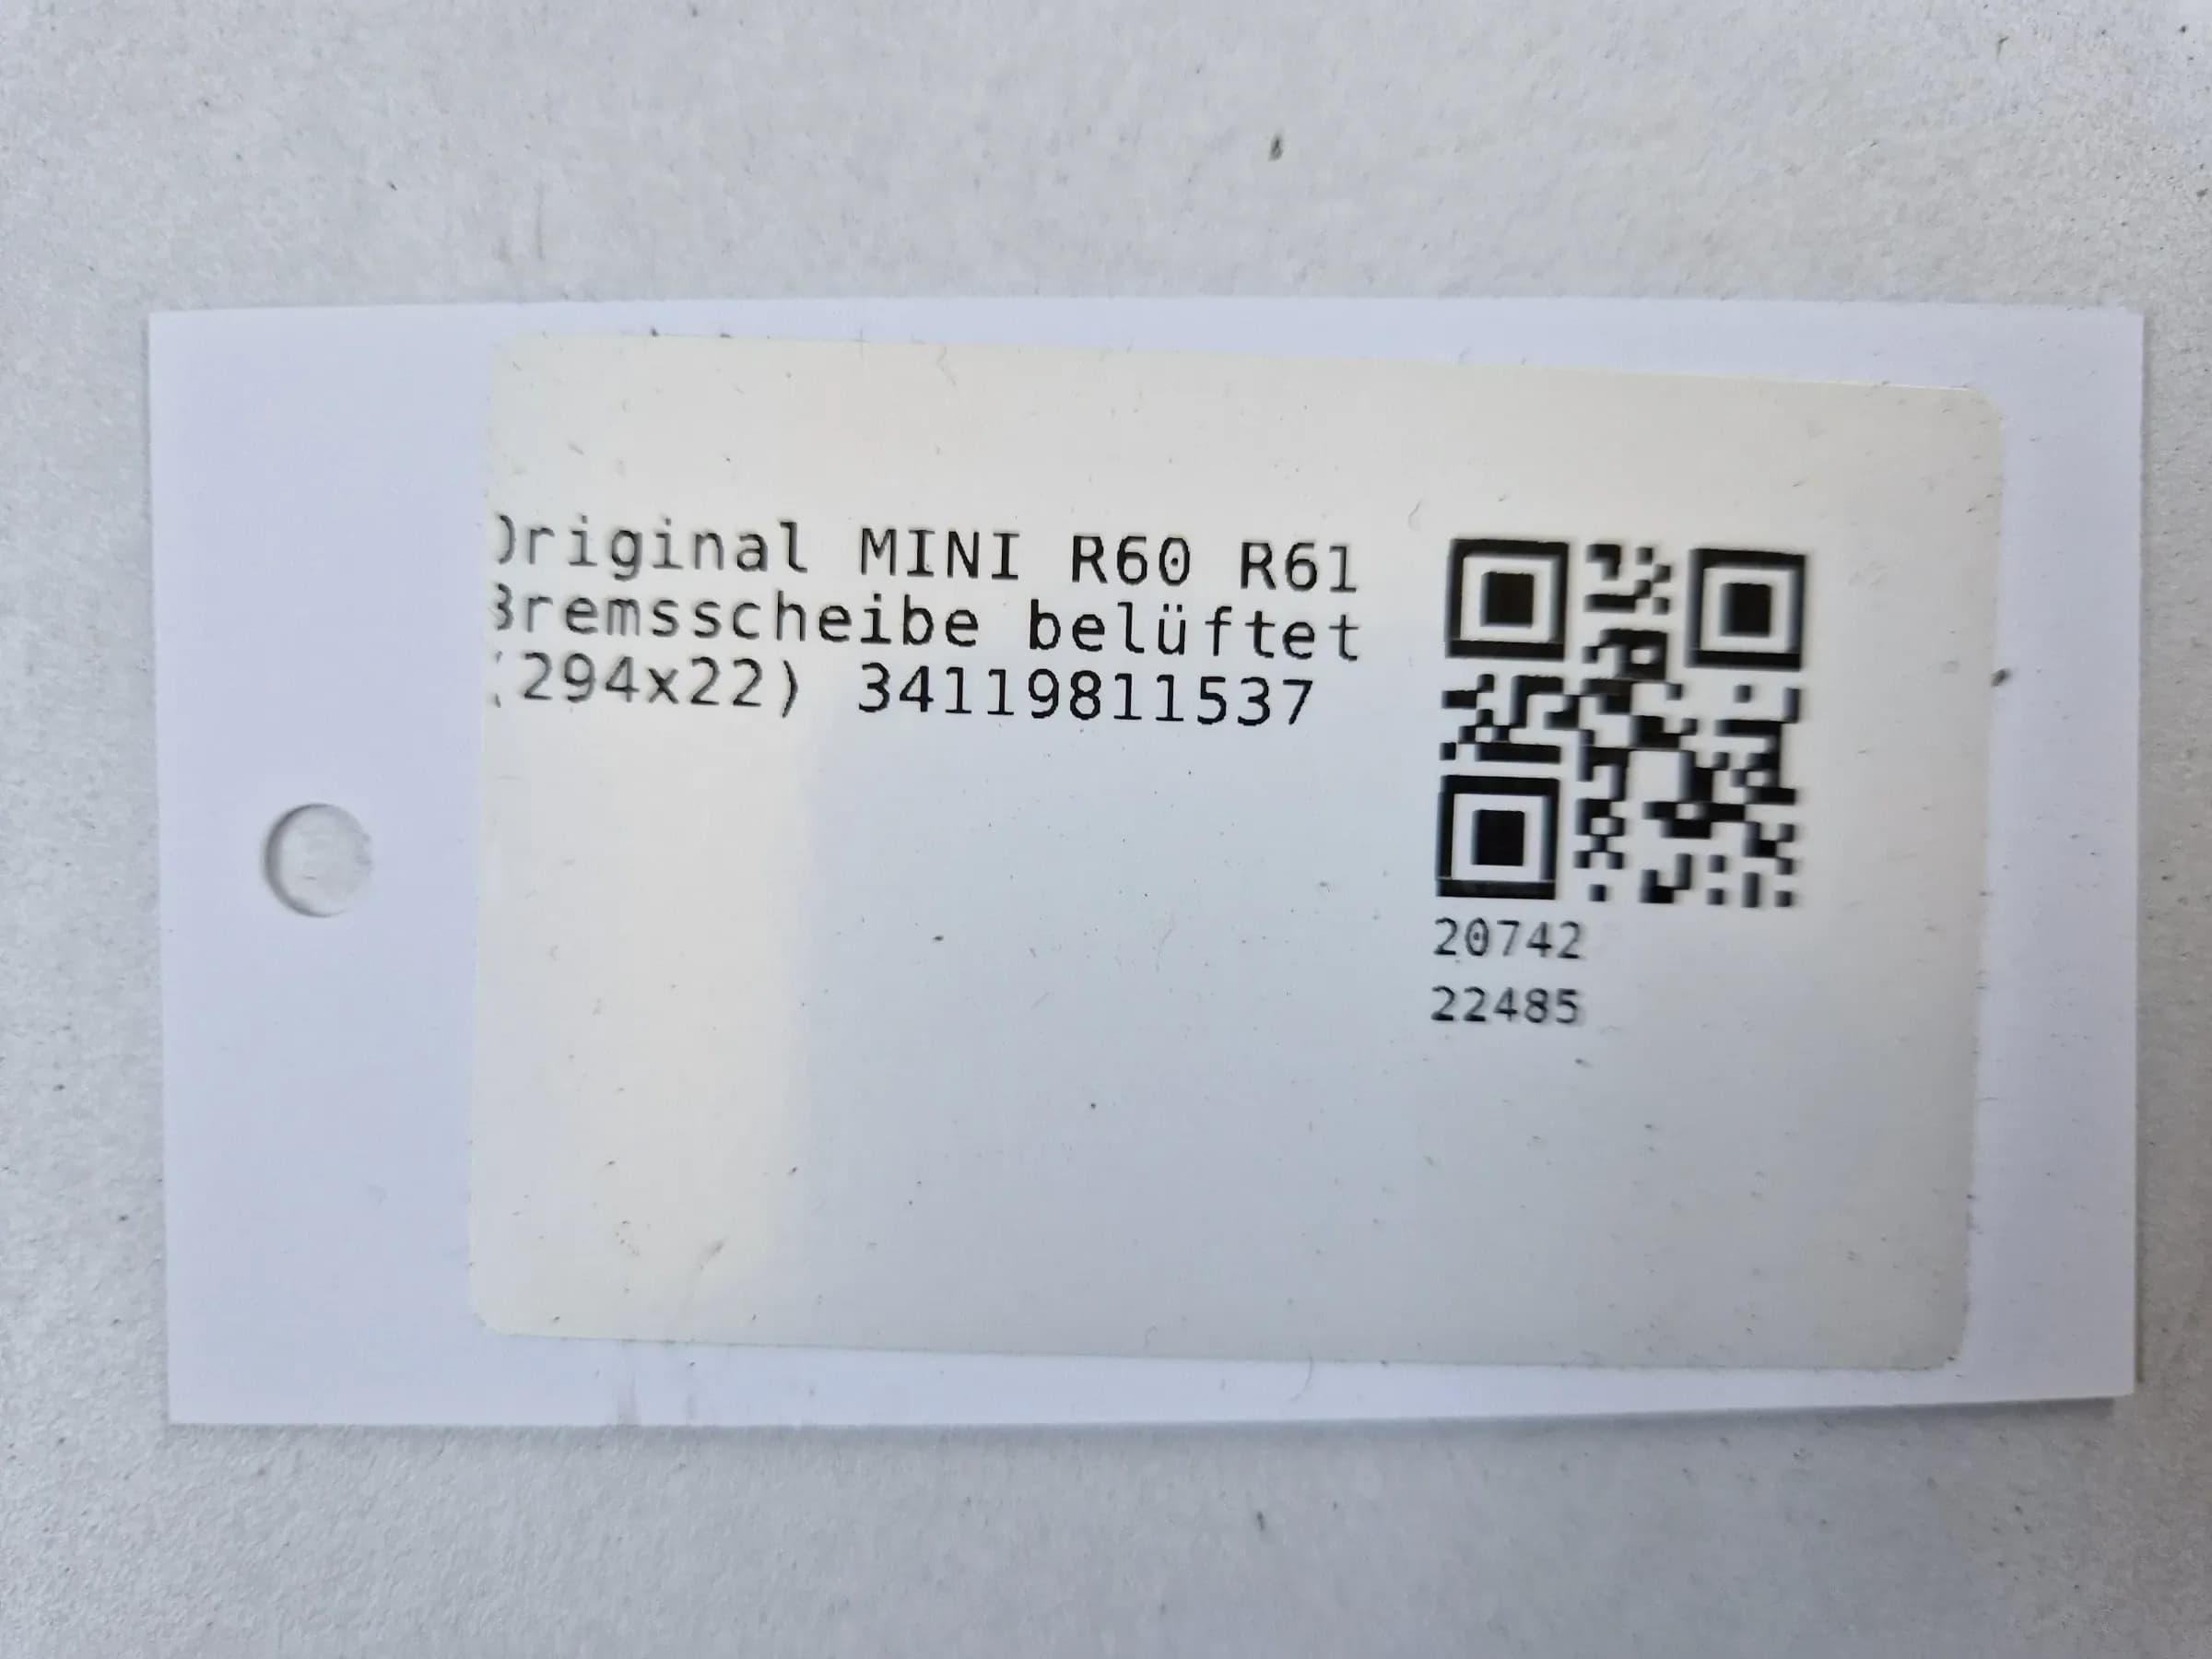 Original MINI R60 R61
Bremsscheibe belüftet
(294x22) 34119811537
20742
22485